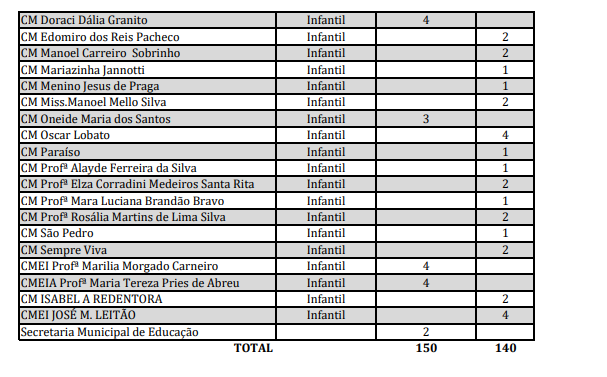 CM Doraci Dália Granito Infantil 4
CM Edomiro dos Reis Pacheco Infantil 2
CM Manoel Carreiro Sobrinho Infantil 2
CM Mariazinha Jannotti Infantil 1
CM Menino Jesus de Praga Infantil 1
CM Miss.Manoel Mello Silva Infantil 2
CM Oneide Maria dos Santos Infantil 3
CM Oscar Lobato Infantil 4
CM Paraíso Infantil 1
CM Profª Alayde Ferreira da Silva Infantil 1
CM Profª Elza Corradini Medeiros Santa Rita Infantil 2
CM Profª Mara Luciana Brandão Bravo Infantil 1
CM Profª Rosália Martins de Lima Silva Infantil 2
CM São Pedro Infantil 1
CM Sempre Viva Infantil 2
CMEI Profª Marilia Morgado Carneiro Infantil 4
CMEIA Profª Maria Tereza Pries de Abreu Infantil 4
CM ISABEL A REDENTORA Infantil 2
CMEI JOSÉ M. LEITÃO Infantil 4
Secretaria Municipal de Educação 2
TOTAL 150 140